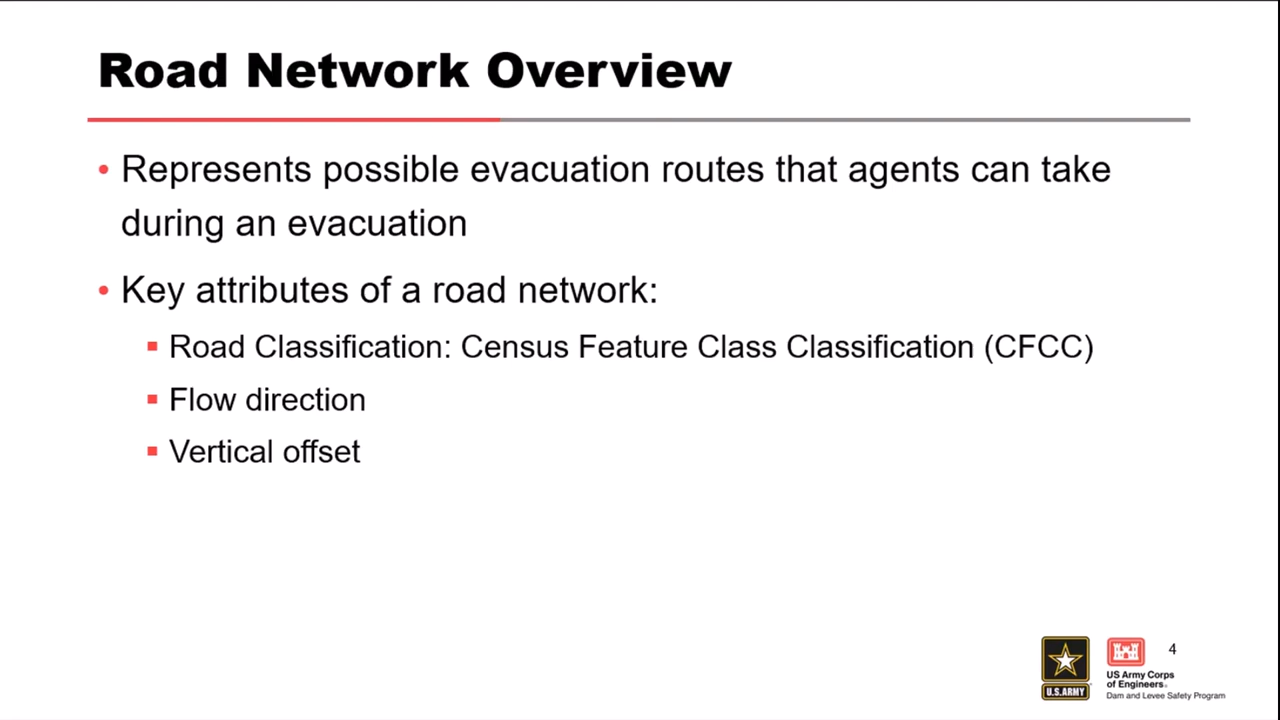 Road Network Overview
• Represents possible evacuation routes that agents can take
during an evacuation
• Key attributes of a road network:
▪ Road Classification: Census Feature Class Classification (CFCC)
▪ Flow direction
▪ Vertical offset
4
U.S.ARMY
US Army Corps
of Engineers®
Dam and Levee Safety Program